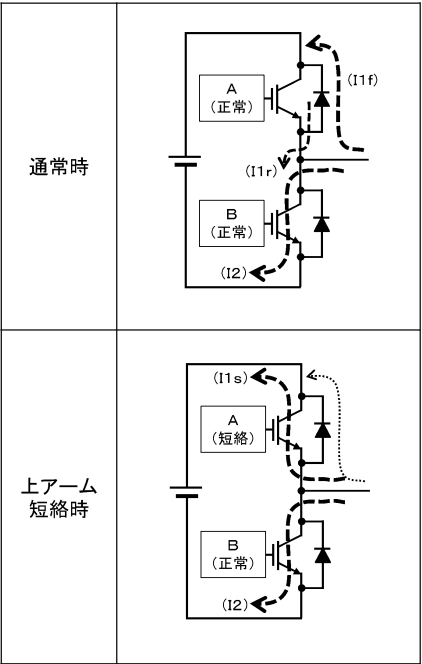 通常時
A
(正常)
(I1f)
(I1r)
B
(正常)
(I2)
上アーム
短絡時
(I1s)
A
(短絡)
B
(正常)
(I2)